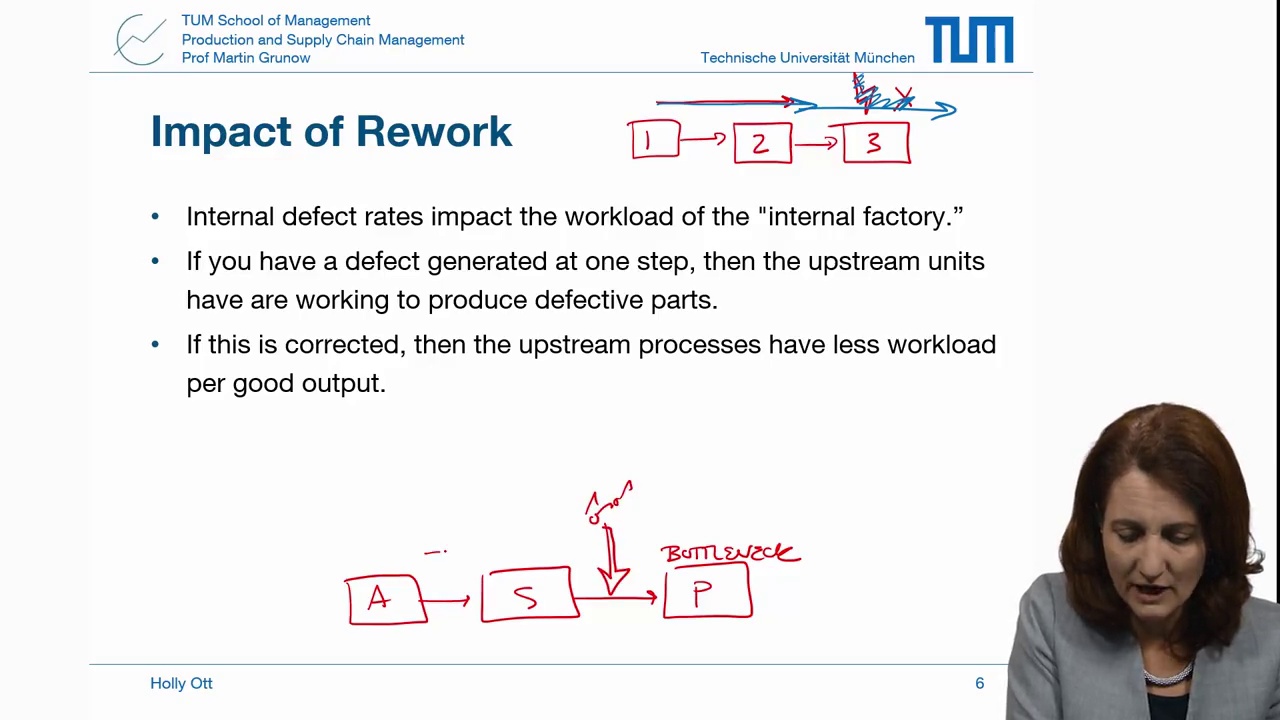 TUM School of Management
Production and Supply Chain Management
Prof Martin Grunow
Technische Universität München
TUM
Impact of Rework
1 2 3
• Internal defect rates impact the workload of the "internal factory.”
• If you have a defect generated at one step, then the upstream units
have are working to produce defective parts.
• If this is corrected, then the upstream processes have less workload
per good output.
BOTTLENECK
A S P
Holly Ott
6